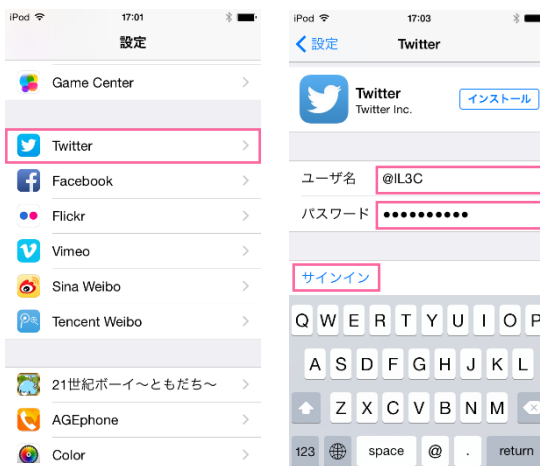 iPod 17:01
設定
Game Center
Twitter
Facebook
Flickr
Vimeo
Sina Weibo
Tencent Weibo
21世紀ボーイ〜ともだち〜
AGEphone
Color
iPod 17:03
設定 Twitter
Twitter
Twitter Inc.
インストール
ユーザ名 @IL3C
パスワード ●●●●●●●●●●
サインイン
Q W E R T Y U I O P
A S D F G H J K L
Z X C V B N M
123 space @ . return